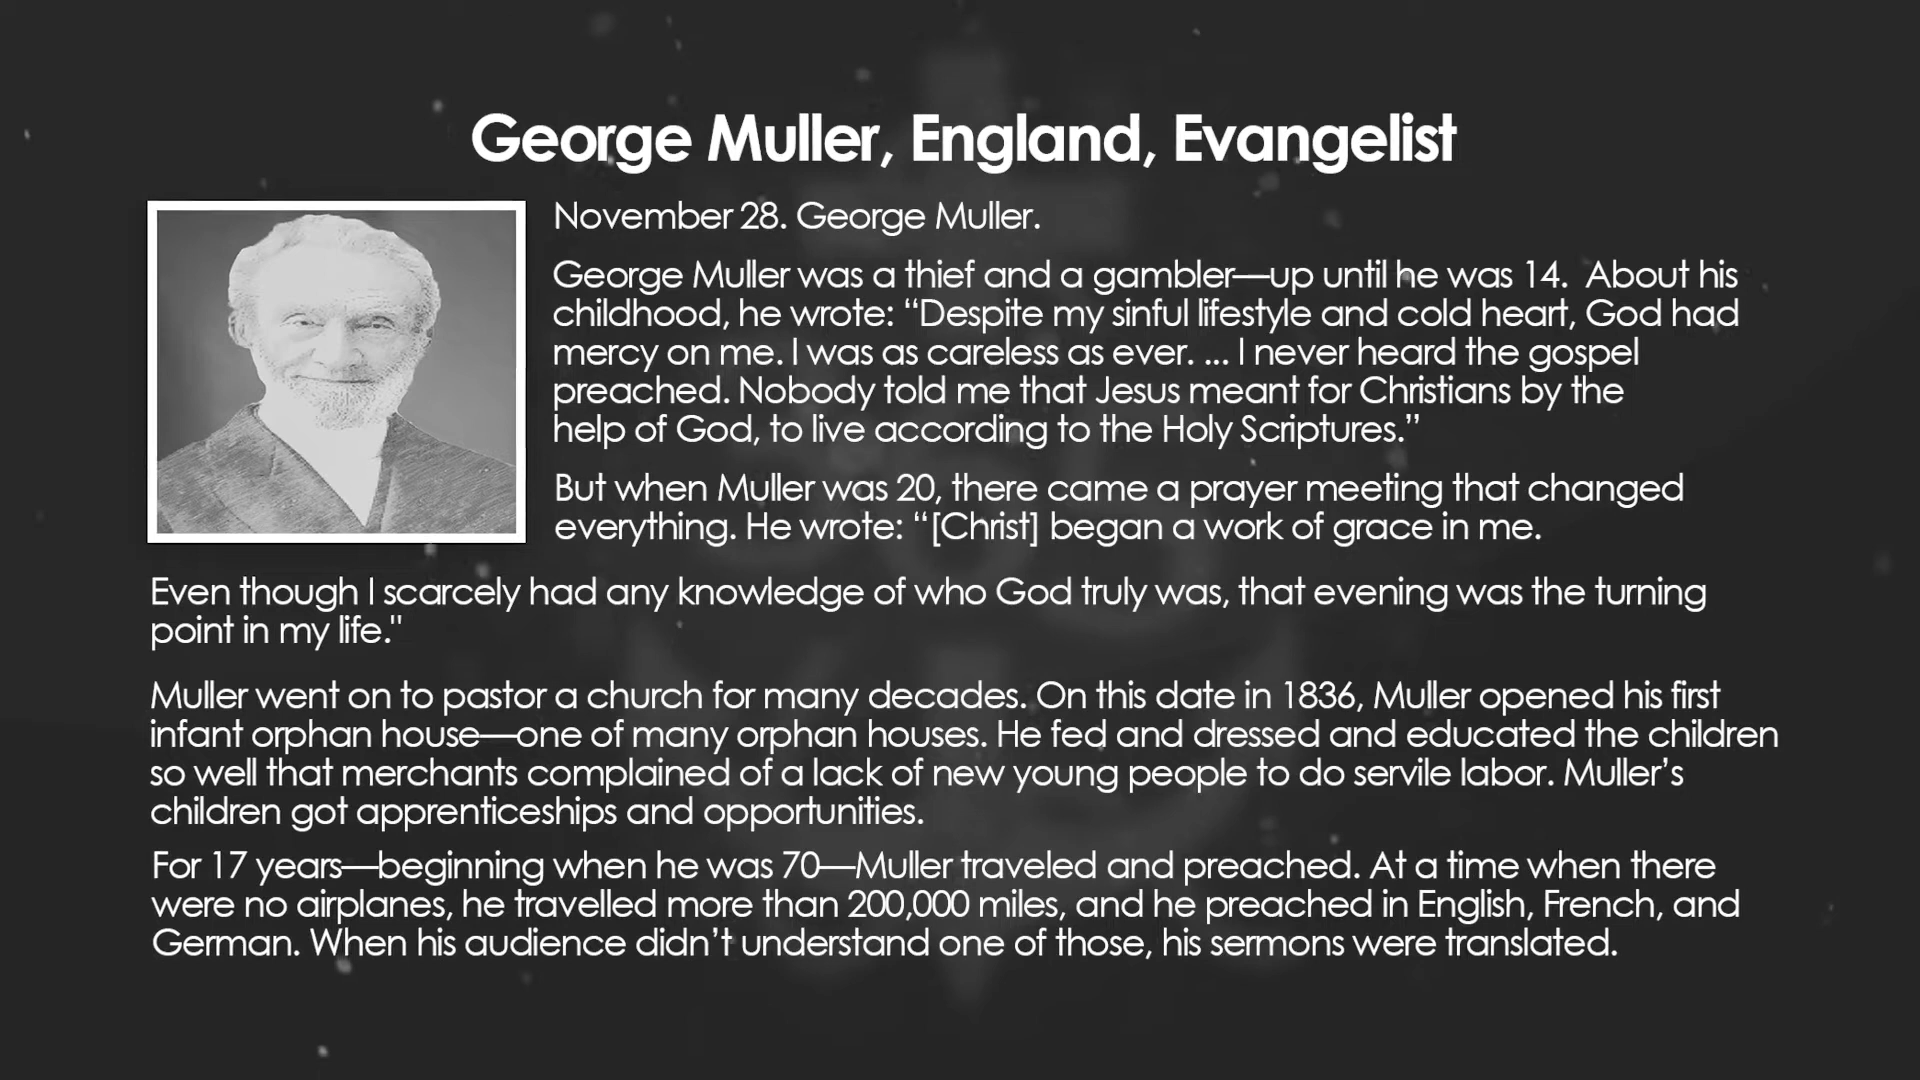 George Muller, England, Evangelist
November 28. George Muller.
George Muller was a thief and a gambler—up until he was 14. About his
childhood, he wrote: “Despite my sinful lifestyle and cold heart, God had
mercy on me. I was as careless as ever. ... I never heard the gospel
preached. Nobody told me that Jesus meant for Christians by the
help of God, to live according to the Holy Scriptures.”
But when Muller was 20, there came a prayer meeting that changed
everything. He wrote: “[Christ] began a work of grace in me.
Even though I scarcely had any knowledge of who God truly was, that evening was the turning
point in my life."
Muller went on to pastor a church for many decades. On this date in 1836, Muller opened his first
infant orphan house—one of many orphan houses. He fed and dressed and educated the children
so well that merchants complained of a lack of new young people to do servile labor. Muller’s
children got apprenticeships and opportunities.
For 17 years—beginning when he was 70—Muller traveled and preached. At a time when there
were no airplanes, he travelled more than 200,000 miles, and he preached in English, French, and
German. When his audience didn’t understand one of those, his sermons were translated.